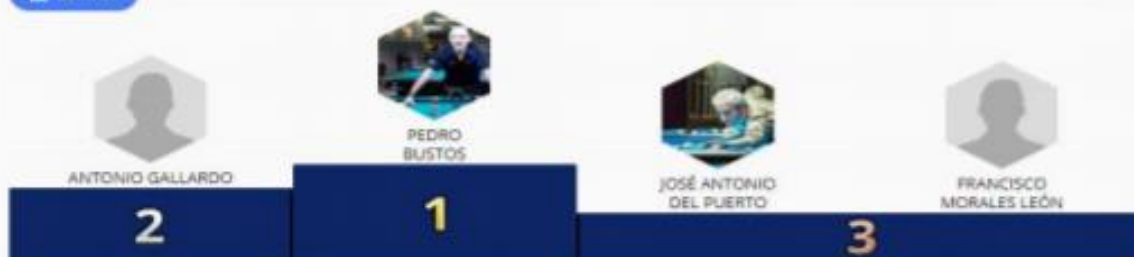 ANTONIO GALLARDO
2
PEDRO
BUSTOS
1
JOSÉ ANTONIO
DEL PUERTO
FRANCISCO
MORALES LEÓN
3